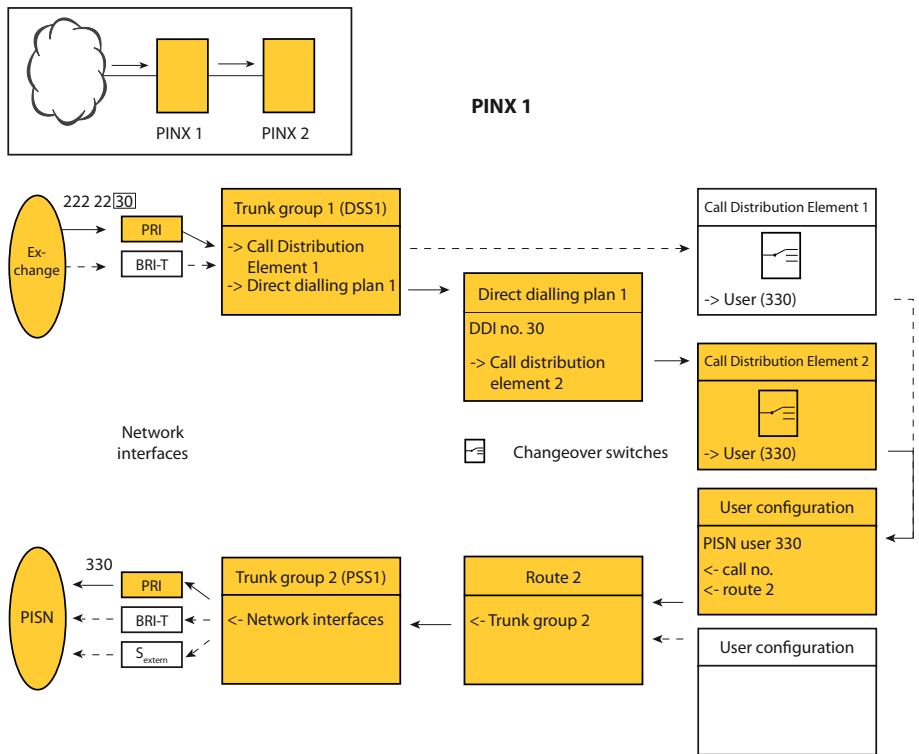 PINX 1
PINX 1
PINX 2
222 22 30
Ex-
change
PRI
BRI-T
Trunk group 1 (DSS1)
-> Call Distribution
Element 1
-> Direct dialling plan 1
Direct dialling plan 1
DDI no. 30
-> Call distribution
element 2
Call Distribution Element 1
-> User (330)
Call Distribution Element 2
-> User (330)
Network
interfaces
Changeover switches
User configuration
PISN user 330
<- call no.
<- route 2
User configuration
Route 2
<- Trunk group 2
Trunk group 2 (PSS1)
<- Network interfaces
330
PRI
BRI-T
Sextern
PISN